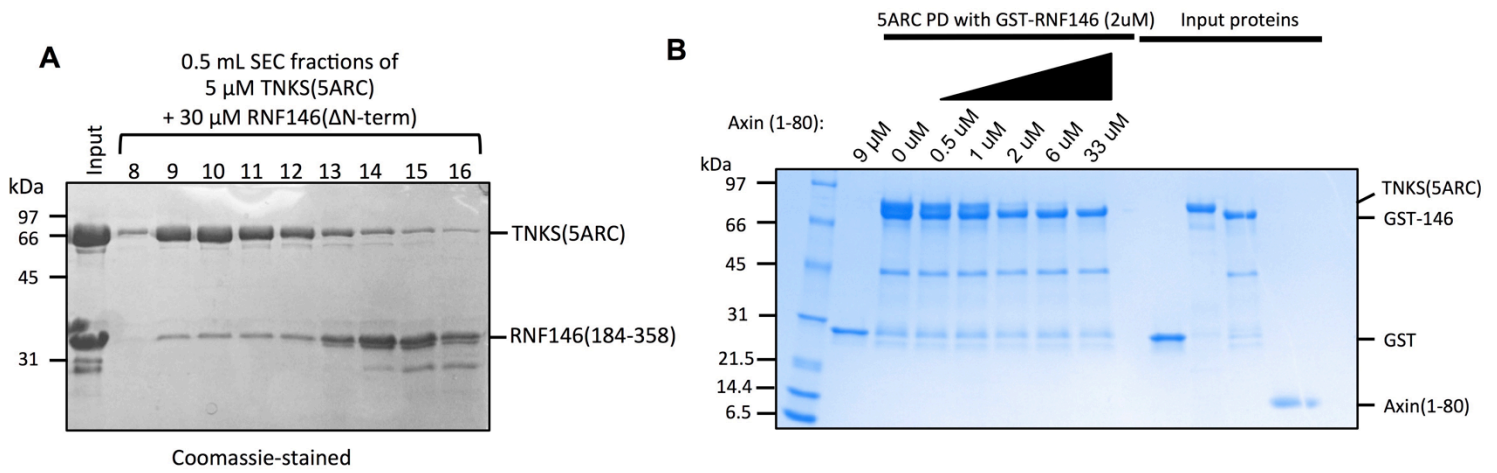 A
0.5 mL SEC fractions of
5 µM TNKS(5ARC)
+ 30 µM RNF146(ΔN-term)
Input
8 9 10 11 12 13 14 15 16
kDa
97
66
45
31
TNKS(5ARC)
RNF146(184-358)
Coomassie-stained
B
5ARC PD with GST-RNF146 (2uM)
Input proteins
Axin (1-80):
9 µM
0 uM
0.5 uM
1 uM
2 uM
6 uM
33 uM
kDa
97
66
45
31
21.5
14.4
6.5
TNKS(5ARC)
GST-146
GST
Axin(1-80)